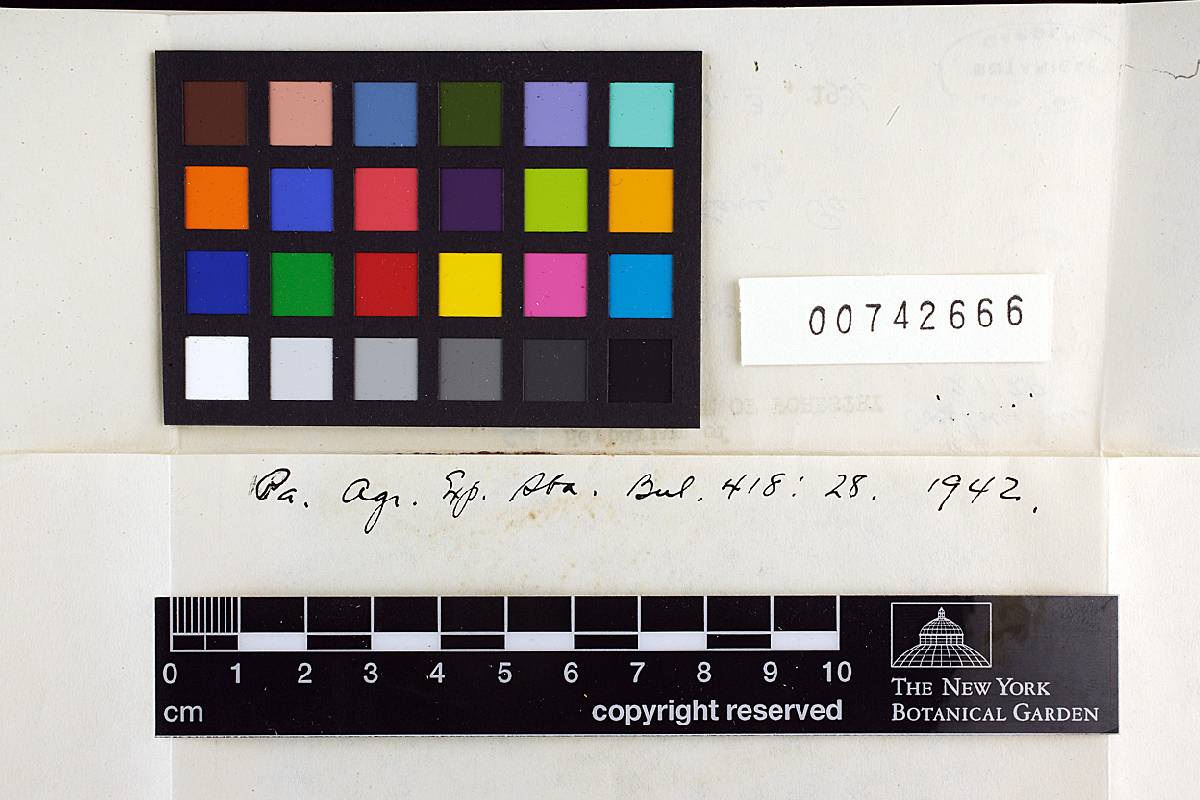 00742666
Pa. Agr. Exp. Sta. Bul. 418: 28. 1942.
0 1 2 3 4 5 6 7 8 9 10
cm
copyright reserved
THE NEW YORK
BOTANICAL GARDEN